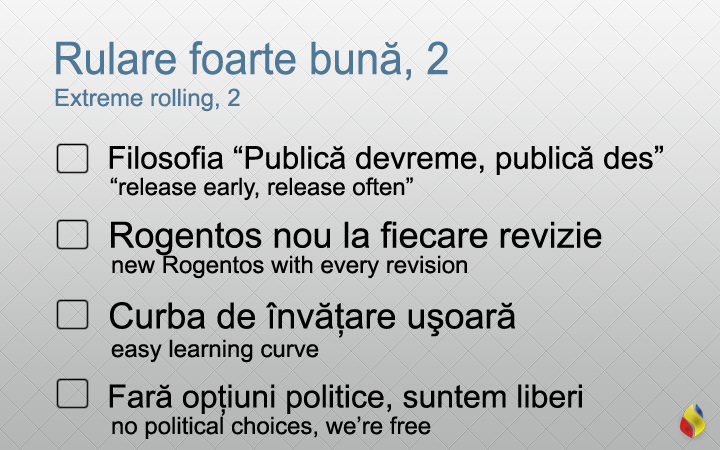 Rulare foarte bună, 2
Extreme rolling, 2
Filosofia “Publică devreme, publică des”
“release early, release often”
Rogentos nou la fiecare revizie
new Rogentos with every revision
Curba de învățare uşoară
easy learning curve
Fară opțiuni politice, suntem liberi
no political choices, we’re free